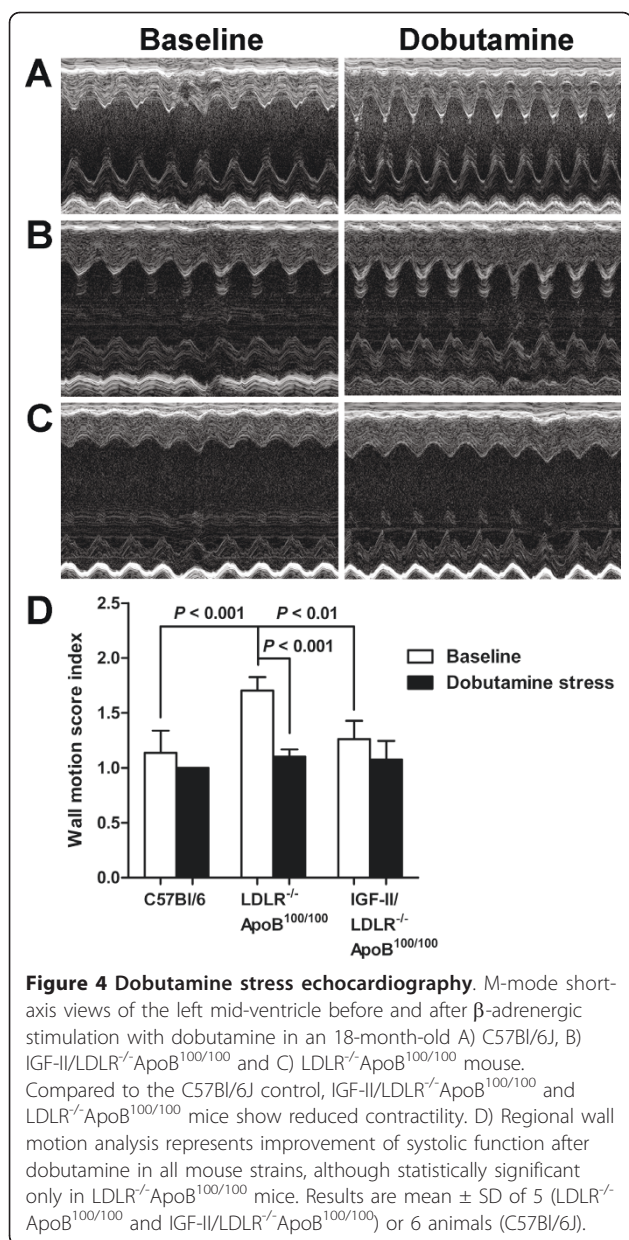 Baseline Dobutamine
A
B
C
D
2.5
2.0
1.5
1.0
0.5
0.0
Wall motion score index
P < 0.001 P < 0.01
P < 0.001
Baseline
Dobutamine stress
C57Bl/6
LDLR-/-
ApoB100/100
IGF-II/
LDLR-/-
ApoB100/100
Figure 4 Dobutamine stress echocardiography. M-mode short-
axis views of the left mid-ventricle before and after β-adrenergic
stimulation with dobutamine in an 18-month-old A) C57Bl/6J, B)
IGF-II/LDLR-/-ApoB100/100 and C) LDLR-/-ApoB100/100 mouse.
Compared to the C57Bl/6J control, IGF-II/LDLR-/-ApoB100/100 and
LDLR-/-ApoB100/100 mice show reduced contractility. D) Regional wall
motion analysis represents improvement of systolic function after
dobutamine in all mouse strains, although statistically significant
only in LDLR-/-ApoB100/100 mice. Results are mean ± SD of 5 (LDLR-/-
ApoB100/100 and IGF-II/LDLR-/-ApoB100/100) or 6 animals (C57Bl/6J).